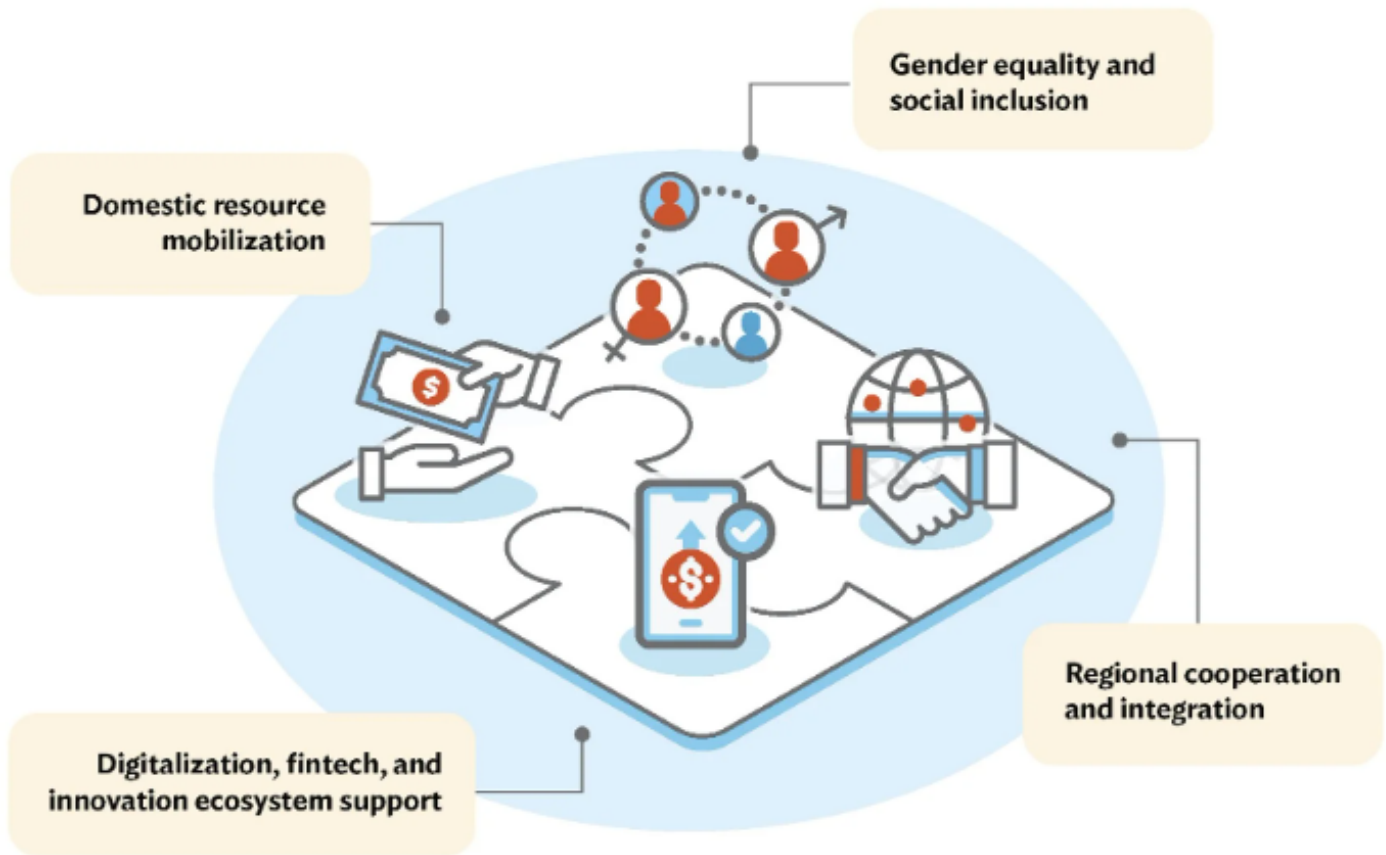 Gender equality and
social inclusion
Domestic resource
mobilization
$
$
Regional cooperation
and integration
Digitalization, fintech, and
innovation ecosystem support